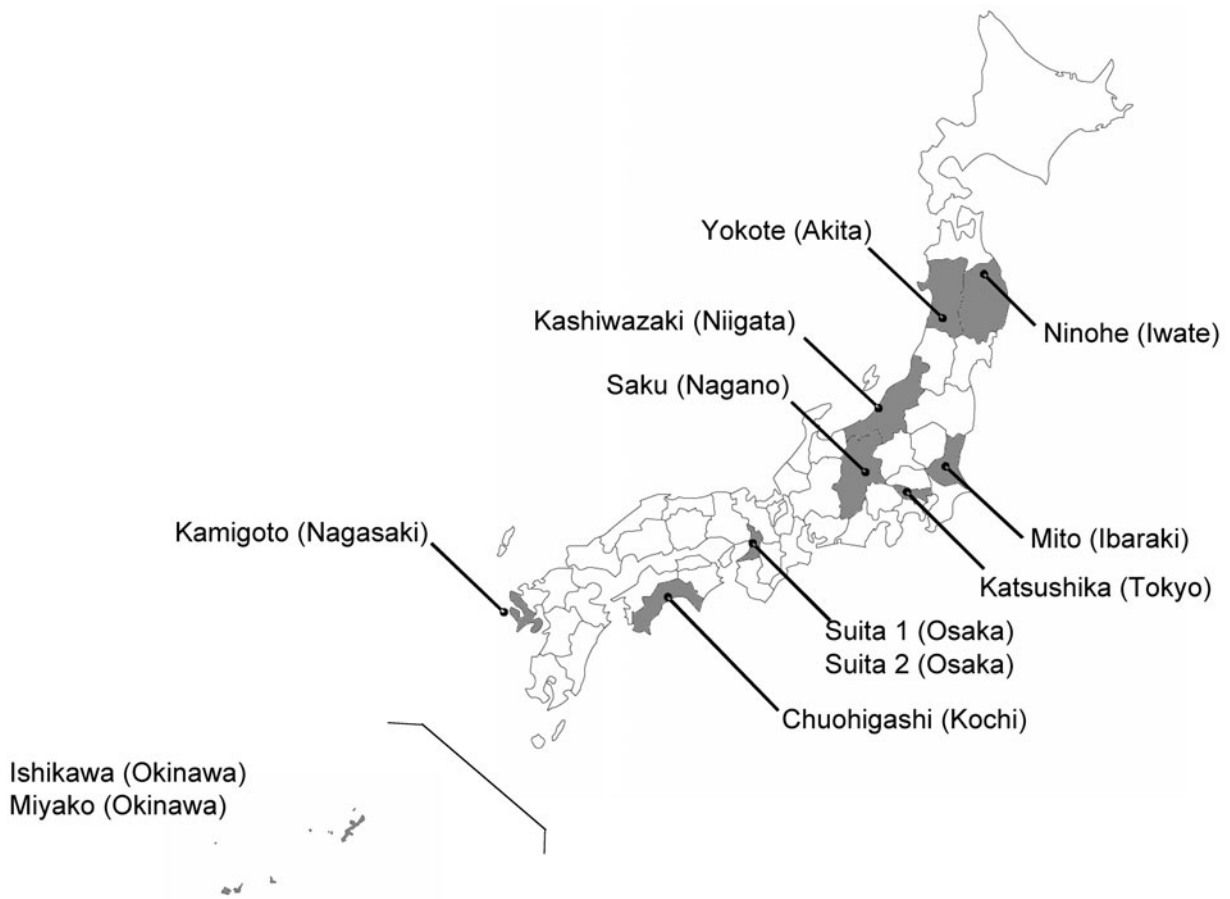 Yokote (Akita)
Ninohe (Iwate)
Kashiwazaki (Niigata)
Saku (Nagano)
Kamigoto (Nagasaki)
Mito (Ibaraki)
Katsushika (Tokyo)
Suita 1 (Osaka)
Suita 2 (Osaka)
Chuohigashi (Kochi)
Ishikawa (Okinawa)
Miyako (Okinawa)